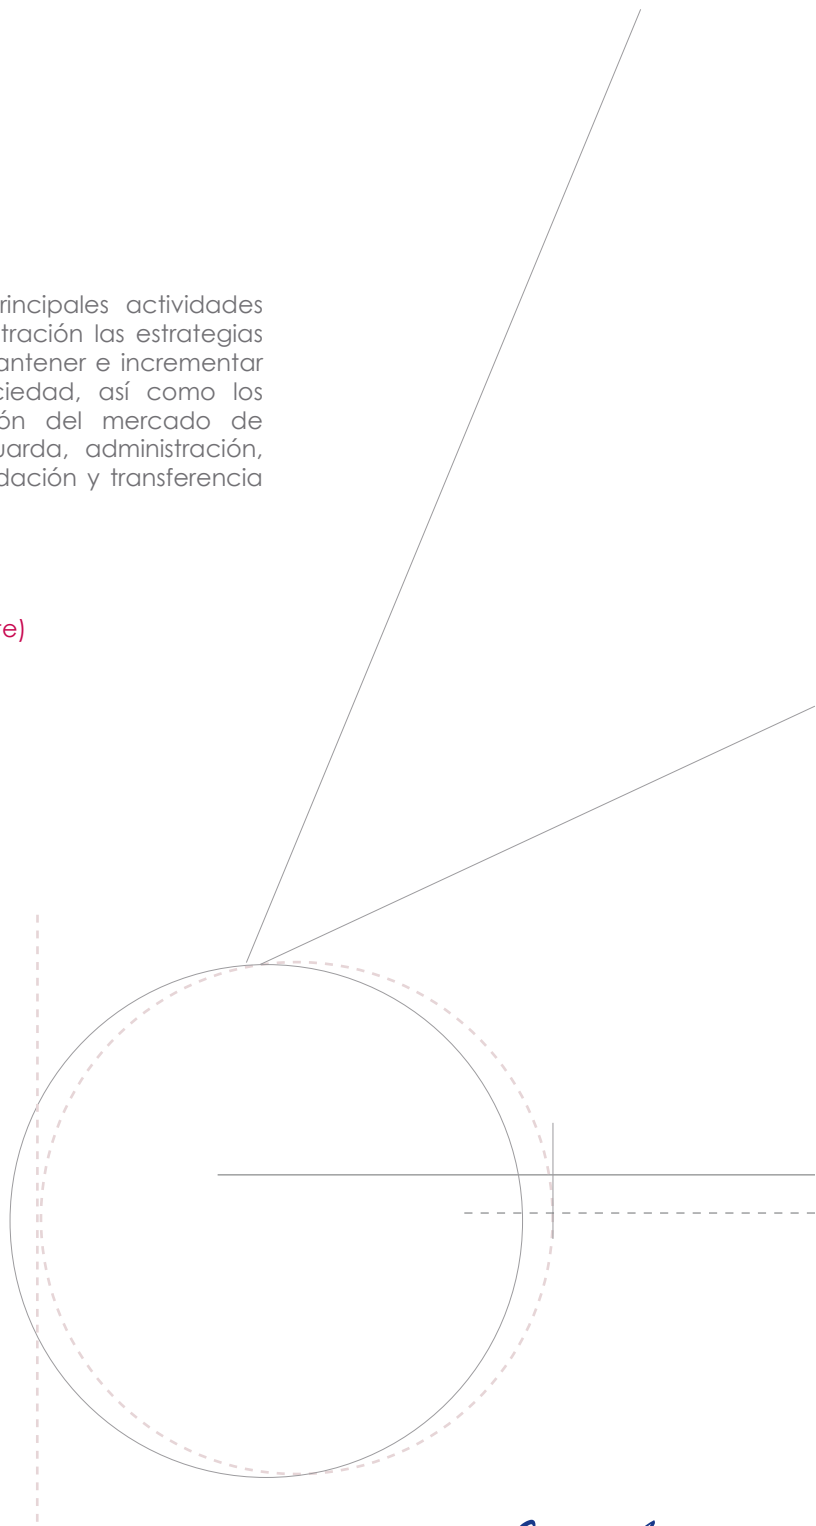 rincipales actividades
tración las estrategias
antener e incrementar
ciedad, así como los
ón del mercado de
uarda, administración,
dación y transferencia
te)